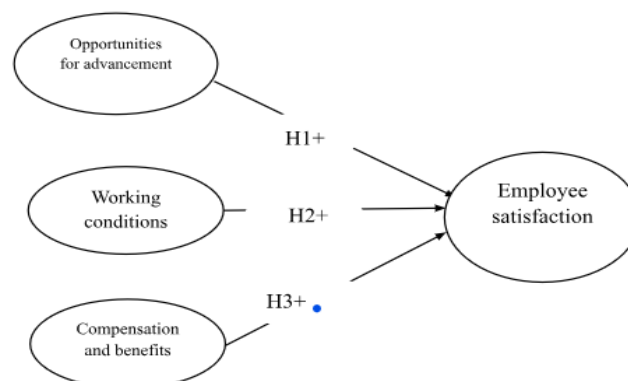 Opportunities
for advancement
H1+
Working
conditions
H2+
Employee
satisfaction
H3+
Compensation
and benefits